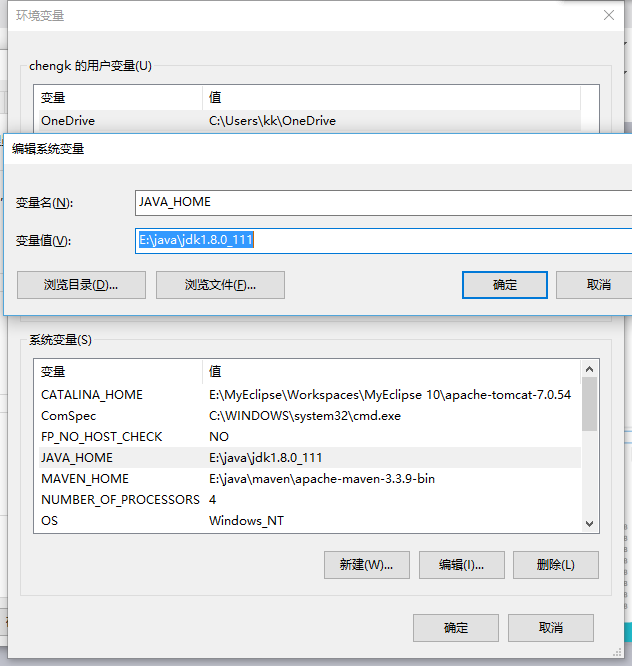 环境变量
chengk 的用户变量(U)
变量 值
OneDrive C:\Users\kk\OneDrive
编辑系统变量
变量名(N): JAVA_HOME
变量值(V): E:\java\jdk1.8.0_111
浏览目录(D)... 浏览文件(F)... 确定 取消
系统变量(S)
变量 值
CATALINA_HOME E:\MyEclipse\Workspaces\MyEclipse 10\apache-tomcat-7.0.54
ComSpec C:\WINDOWS\system32\cmd.exe
FP_NO_HOST_CHECK NO
JAVA_HOME E:\java\jdk1.8.0_111
MAVEN_HOME E:\java\maven\apache-maven-3.3.9-bin
NUMBER_OF_PROCESSORS 4
OS Windows_NT
新建(W)... 编辑(I)... 删除(L)
确定 取消